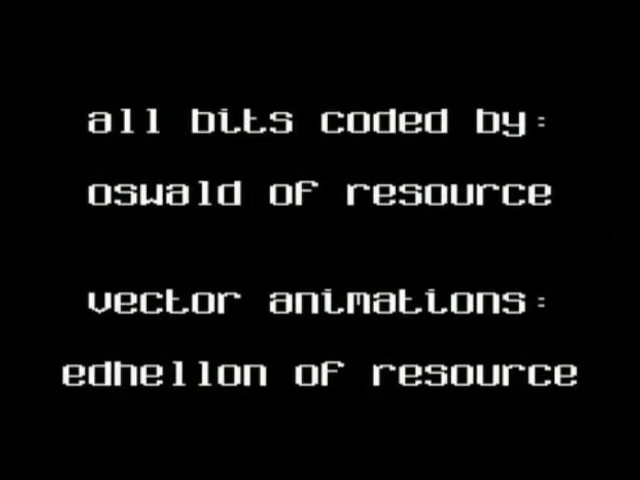 all bits coded by:
oswald of resource
vector animations:
edhellon of resource